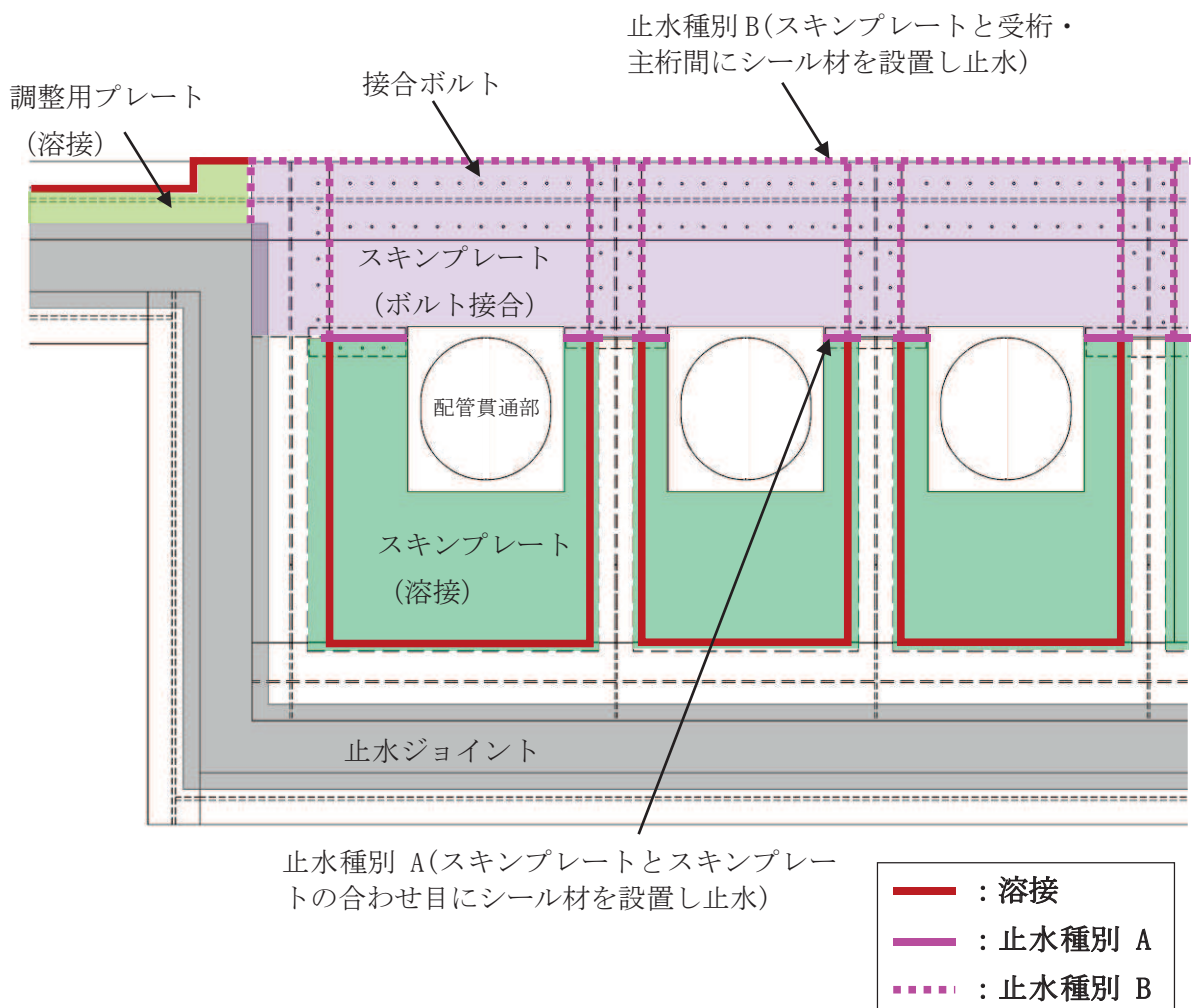 止水種別 B(スキンプレートと受桁・
主桁間にシール材を設置し止水)
接合ボルト
調整用プレート
(溶接)
スキンプレート
(ボルト接合)
配管貫通部
スキンプレート
(溶接)
止水ジョイント
止水種別 A(スキンプレートとスキンプレー
トの合わせ目にシール材を設置し止水)
：溶接
：止水種別 A
：止水種別 B